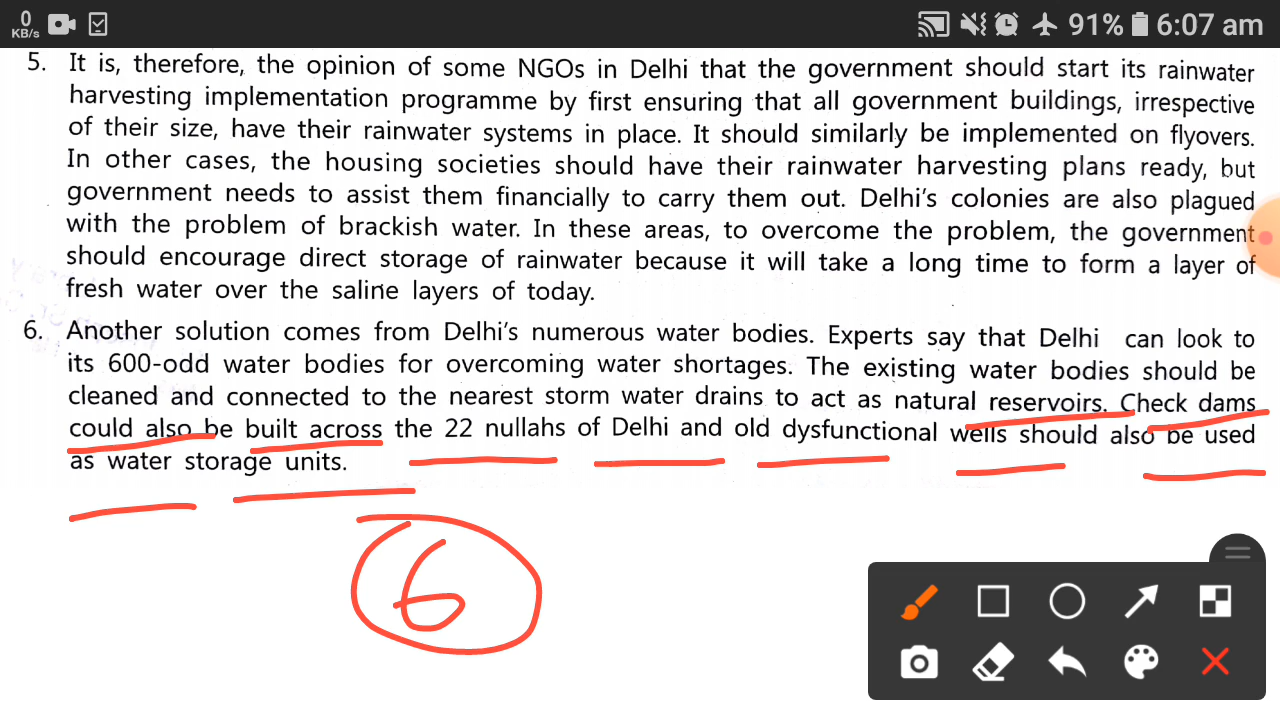 0
KB/s
91% 6:07 am
5. It is, therefore, the opinion of some NGOs in Delhi that the government should start its rainwater
harvesting implementation programme by first ensuring that all government buildings, irrespective
of their size, have their rainwater systems in place. It should similarly be implemented on flyovers.
In other cases, the housing societies should have their rainwater harvesting plans ready, but
government needs to assist them financially to carry them out. Delhi's colonies are also plagued
with the problem of brackish water. In these areas, to overcome the problem, the government
should encourage direct storage of rainwater because it will take a long time to form a layer of
fresh water over the saline layers of today.
6. Another solution comes from Delhi's numerous water bodies. Experts say that Delhi can look to
its 600-odd water bodies for overcoming water shortages. The existing water bodies should be
cleaned and connected to the nearest storm water drains to act as natural reservoirs. Check dams
could also be built across the 22 nullahs of Delhi and old dysfunctional wells should also be used
as water storage units.
6